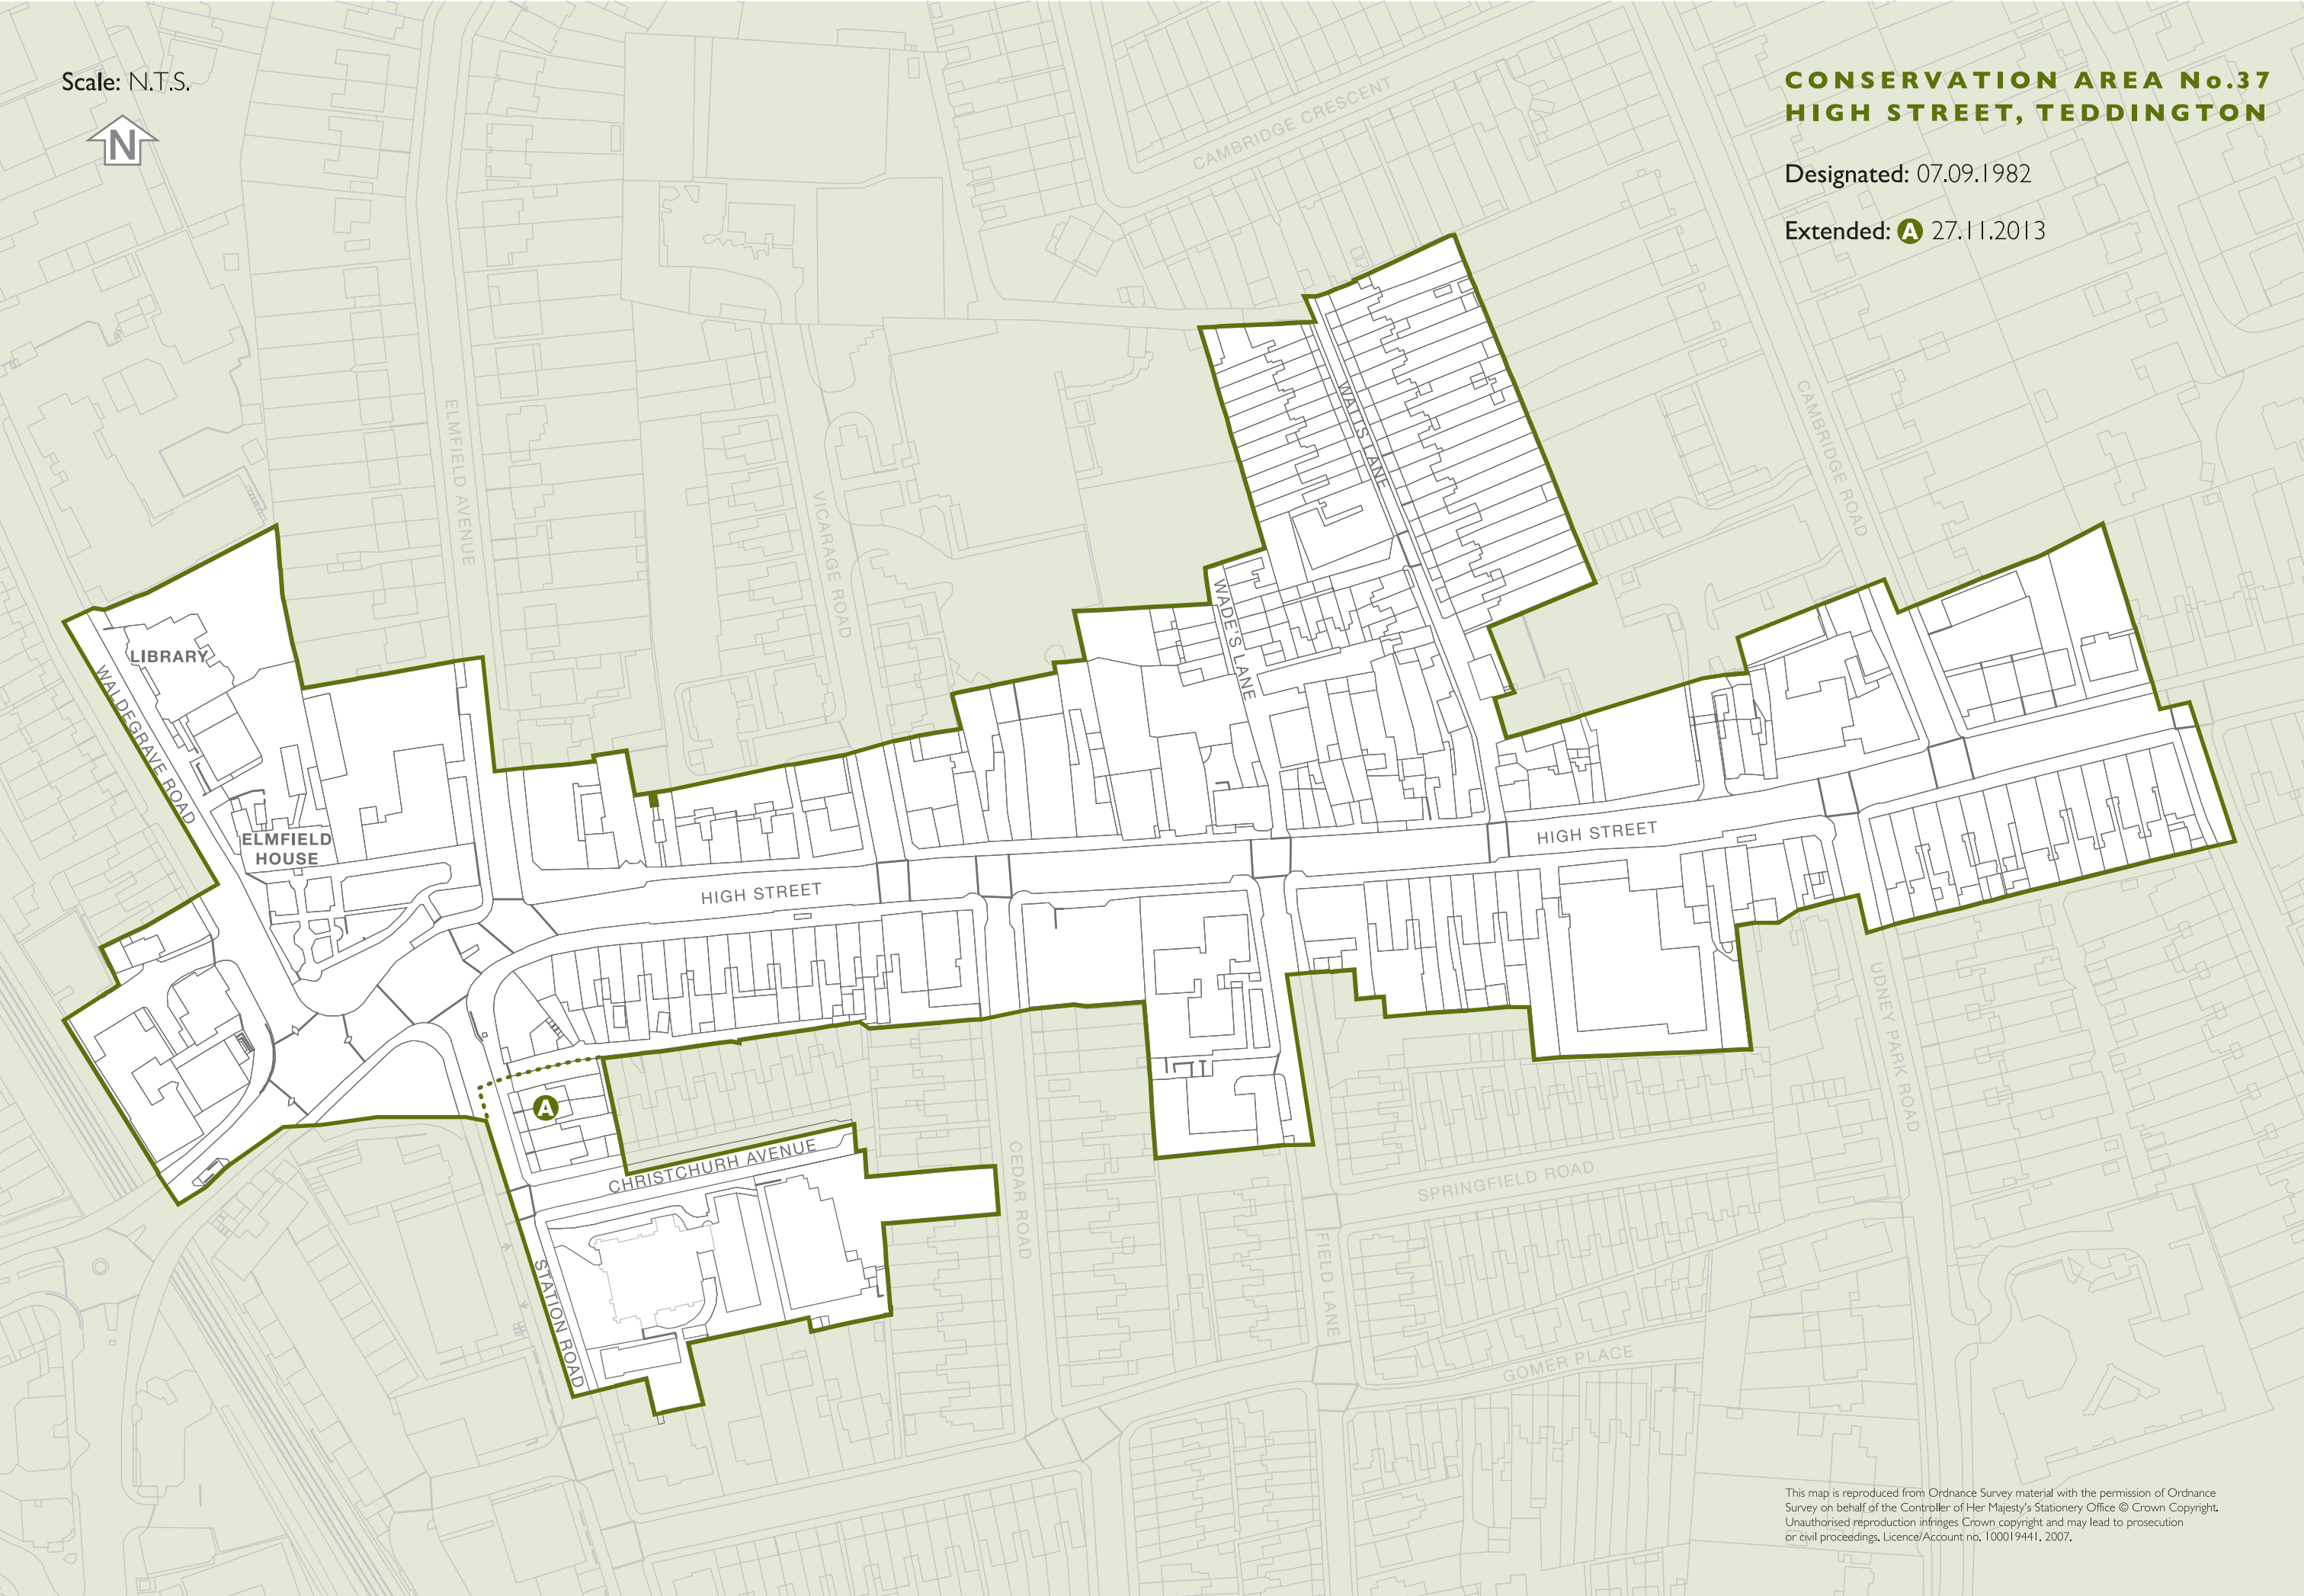 Scale: N.T.S.
N
CONSERVATION AREA No.37
HIGH STREET, TEDDINGTON
Designated: 07.09.1982
Extended: A 27.11.2013
CAMBRIDGE CRESCENT
ELMFIELD AVENUE
VICARAGE ROAD
WATTS LANE
CAMBRIDGE ROAD
WADE'S LANE
LIBRARY
WALDEGRAVE ROAD
ELMFIELD
HOUSE
HIGH STREET
HIGH STREET
A
CHRISTCHURH AVENUE
STATION ROAD
CEDAR ROAD
FIELD LANE
SPRINGFIELD ROAD
UDNEY PARK ROAD
GOMER PLACE
This map is reproduced from Ordnance Survey material with the permission of Ordnance
Survey on behalf of the Controller of Her Majesty's Stationery Office © Crown Copyright.
Unauthorised reproduction infringes Crown copyright and may lead to prosecution
or civil proceedings. Licence/Account no. 100019441. 2007.